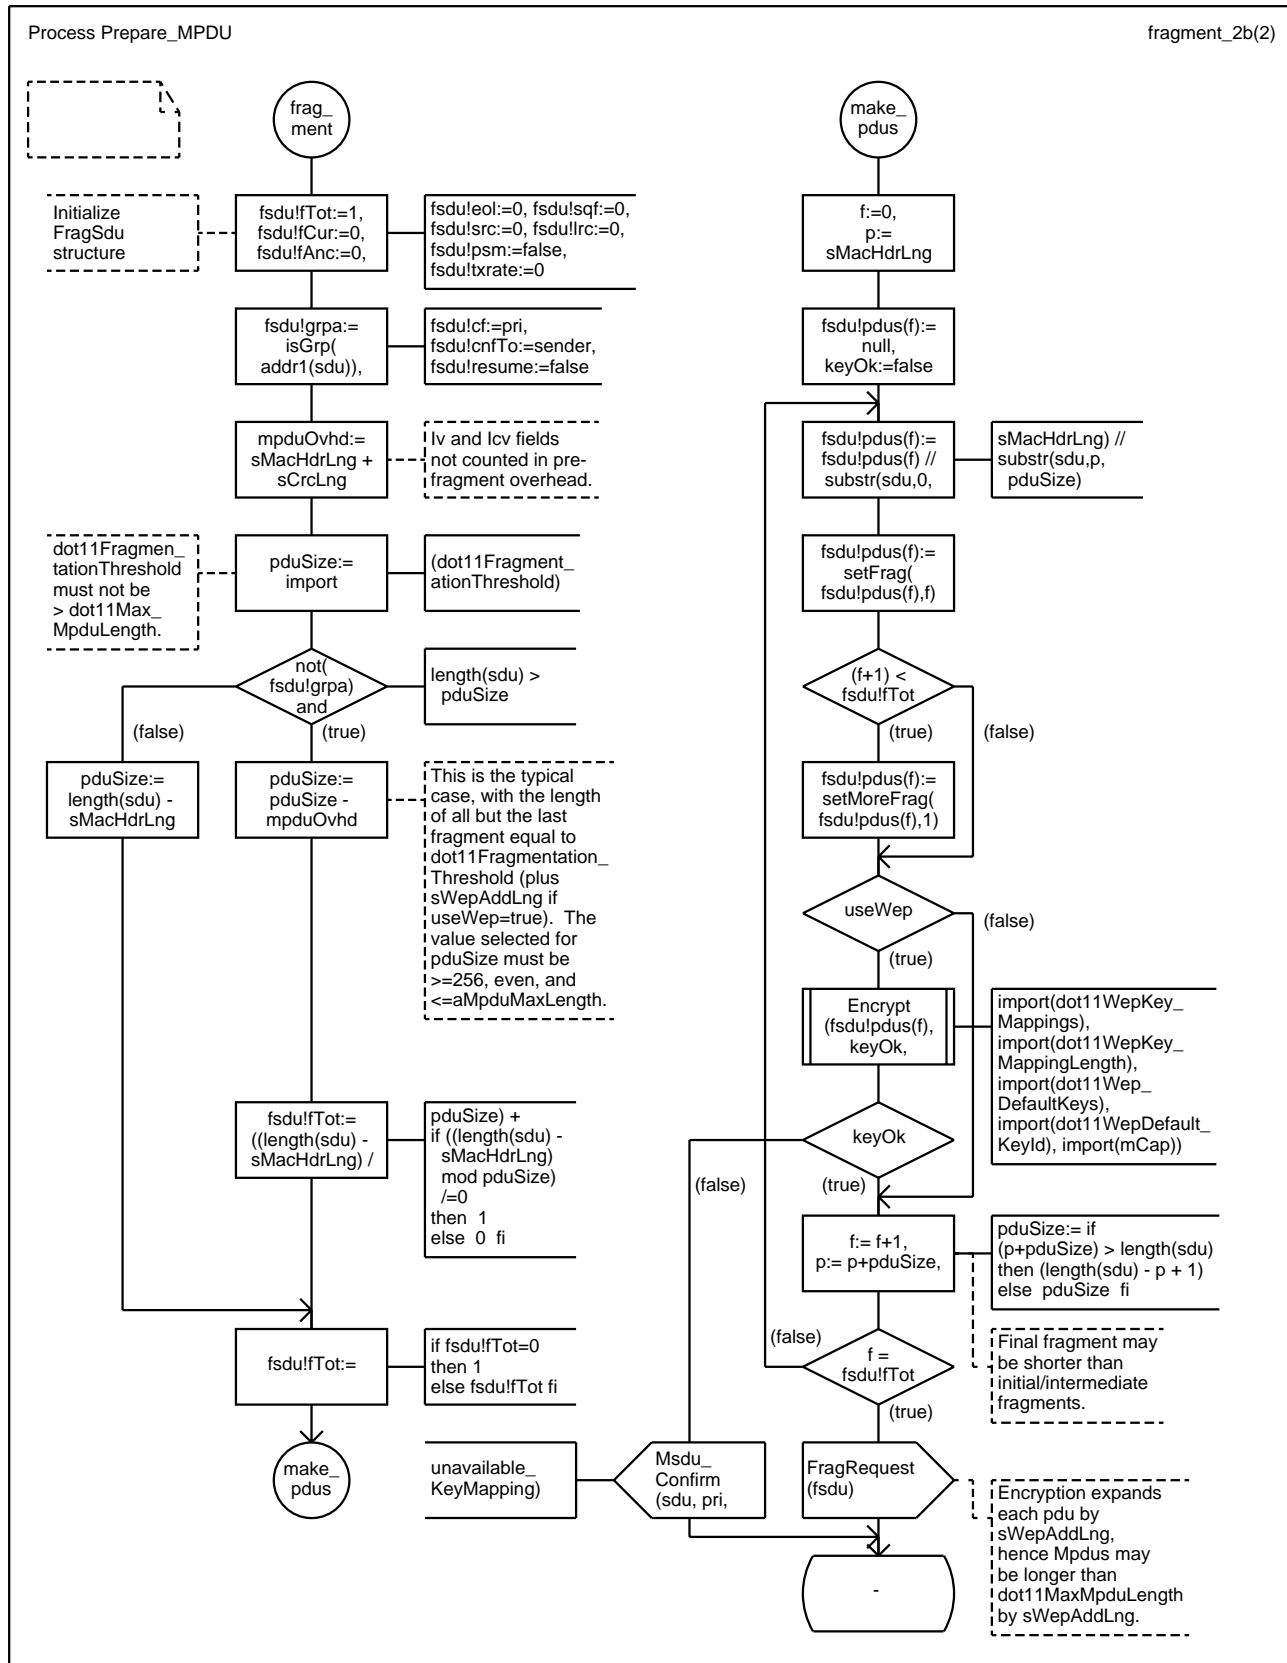 Process Prepare_MPDU
fragment_2b(2)
frag_
ment
Initialize
FragSdu
structure
fsdu!fTot:=1,
fsdu!fCur:=0,
fsdu!fAnc:=0,
fsdu!eol:=0, fsdu!sqf:=0,
fsdu!src:=0, fsdu!lrc:=0,
fsdu!psm:=false,
fsdu!txrate:=0
fsdu!grpa:=
isGrp(
addr1(sdu)),
fsdu!cf:=pri,
fsdu!cnfTo:=sender,
fsdu!resume:=false
mpduOvhd:=
sMacHdrLng +
sCrcLng
Iv and Icv fields
not counted in pre-
fragment overhead.
dot11Fragmen_
tationThreshold
must not be
> dot11Max_
MpduLength.
pduSize:=
import
(dot11Fragment_
ationThreshold)
not(
fsdu!grpa)
and
length(sdu) >
pduSize
(false)
(true)
pduSize:=
length(sdu) -
sMacHdrLng
pduSize:=
pduSize -
mpduOvhd
This is the typical
case, with the length
of all but the last
fragment equal to
dot11Fragmentation_
Threshold (plus
sWepAddLng if
useWep=true).  The
value selected for
pduSize must be
>=256, even, and
<=aMpduMaxLength.
fsdu!fTot:=
((length(sdu) -
sMacHdrLng) /
pduSize) +
if ((length(sdu) -
sMacHdrLng)
mod pduSize)
/=0
then  1
else  0  fi
fsdu!fTot:=
if fsdu!fTot=0
then 1
else fsdu!fTot fi
make_
pdus
make_
pdus
f:=0,
p:=
sMacHdrLng
fsdu!pdus(f):=
null,
keyOk:=false
fsdu!pdus(f):=
fsdu!pdus(f) //
substr(sdu,0,
sMacHdrLng) //
substr(sdu,p,
pduSize)
fsdu!pdus(f):=
setFrag(
fsdu!pdus(f),f)
(f+1) <
fsdu!fTot
(true)
(false)
fsdu!pdus(f):=
setMoreFrag(
fsdu!pdus(f),1)
useWep
(false)
(true)
Encrypt
(fsdu!pdus(f),
keyOk,
import(dot11WepKey_
Mappings),
import(dot11WepKey_
MappingLength),
import(dot11Wep_
DefaultKeys),
import(dot11WepDefault_
KeyId), import(mCap))
keyOk
(false)
(true)
f:= f+1,
p:= p+pduSize,
pduSize:= if
(p+pduSize) > length(sdu)
then (length(sdu) - p + 1)
else  pduSize  fi
(false)
f =
fsdu!fTot
Final fragment may
be shorter than
initial/intermediate
fragments.
(true)
unavailable_
KeyMapping)
Msdu_
Confirm
(sdu, pri,
FragRequest
(fsdu)
Encryption expands
each pdu by
sWepAddLng,
hence Mpdus may
be longer than
dot11MaxMpduLength
by sWepAddLng.
-